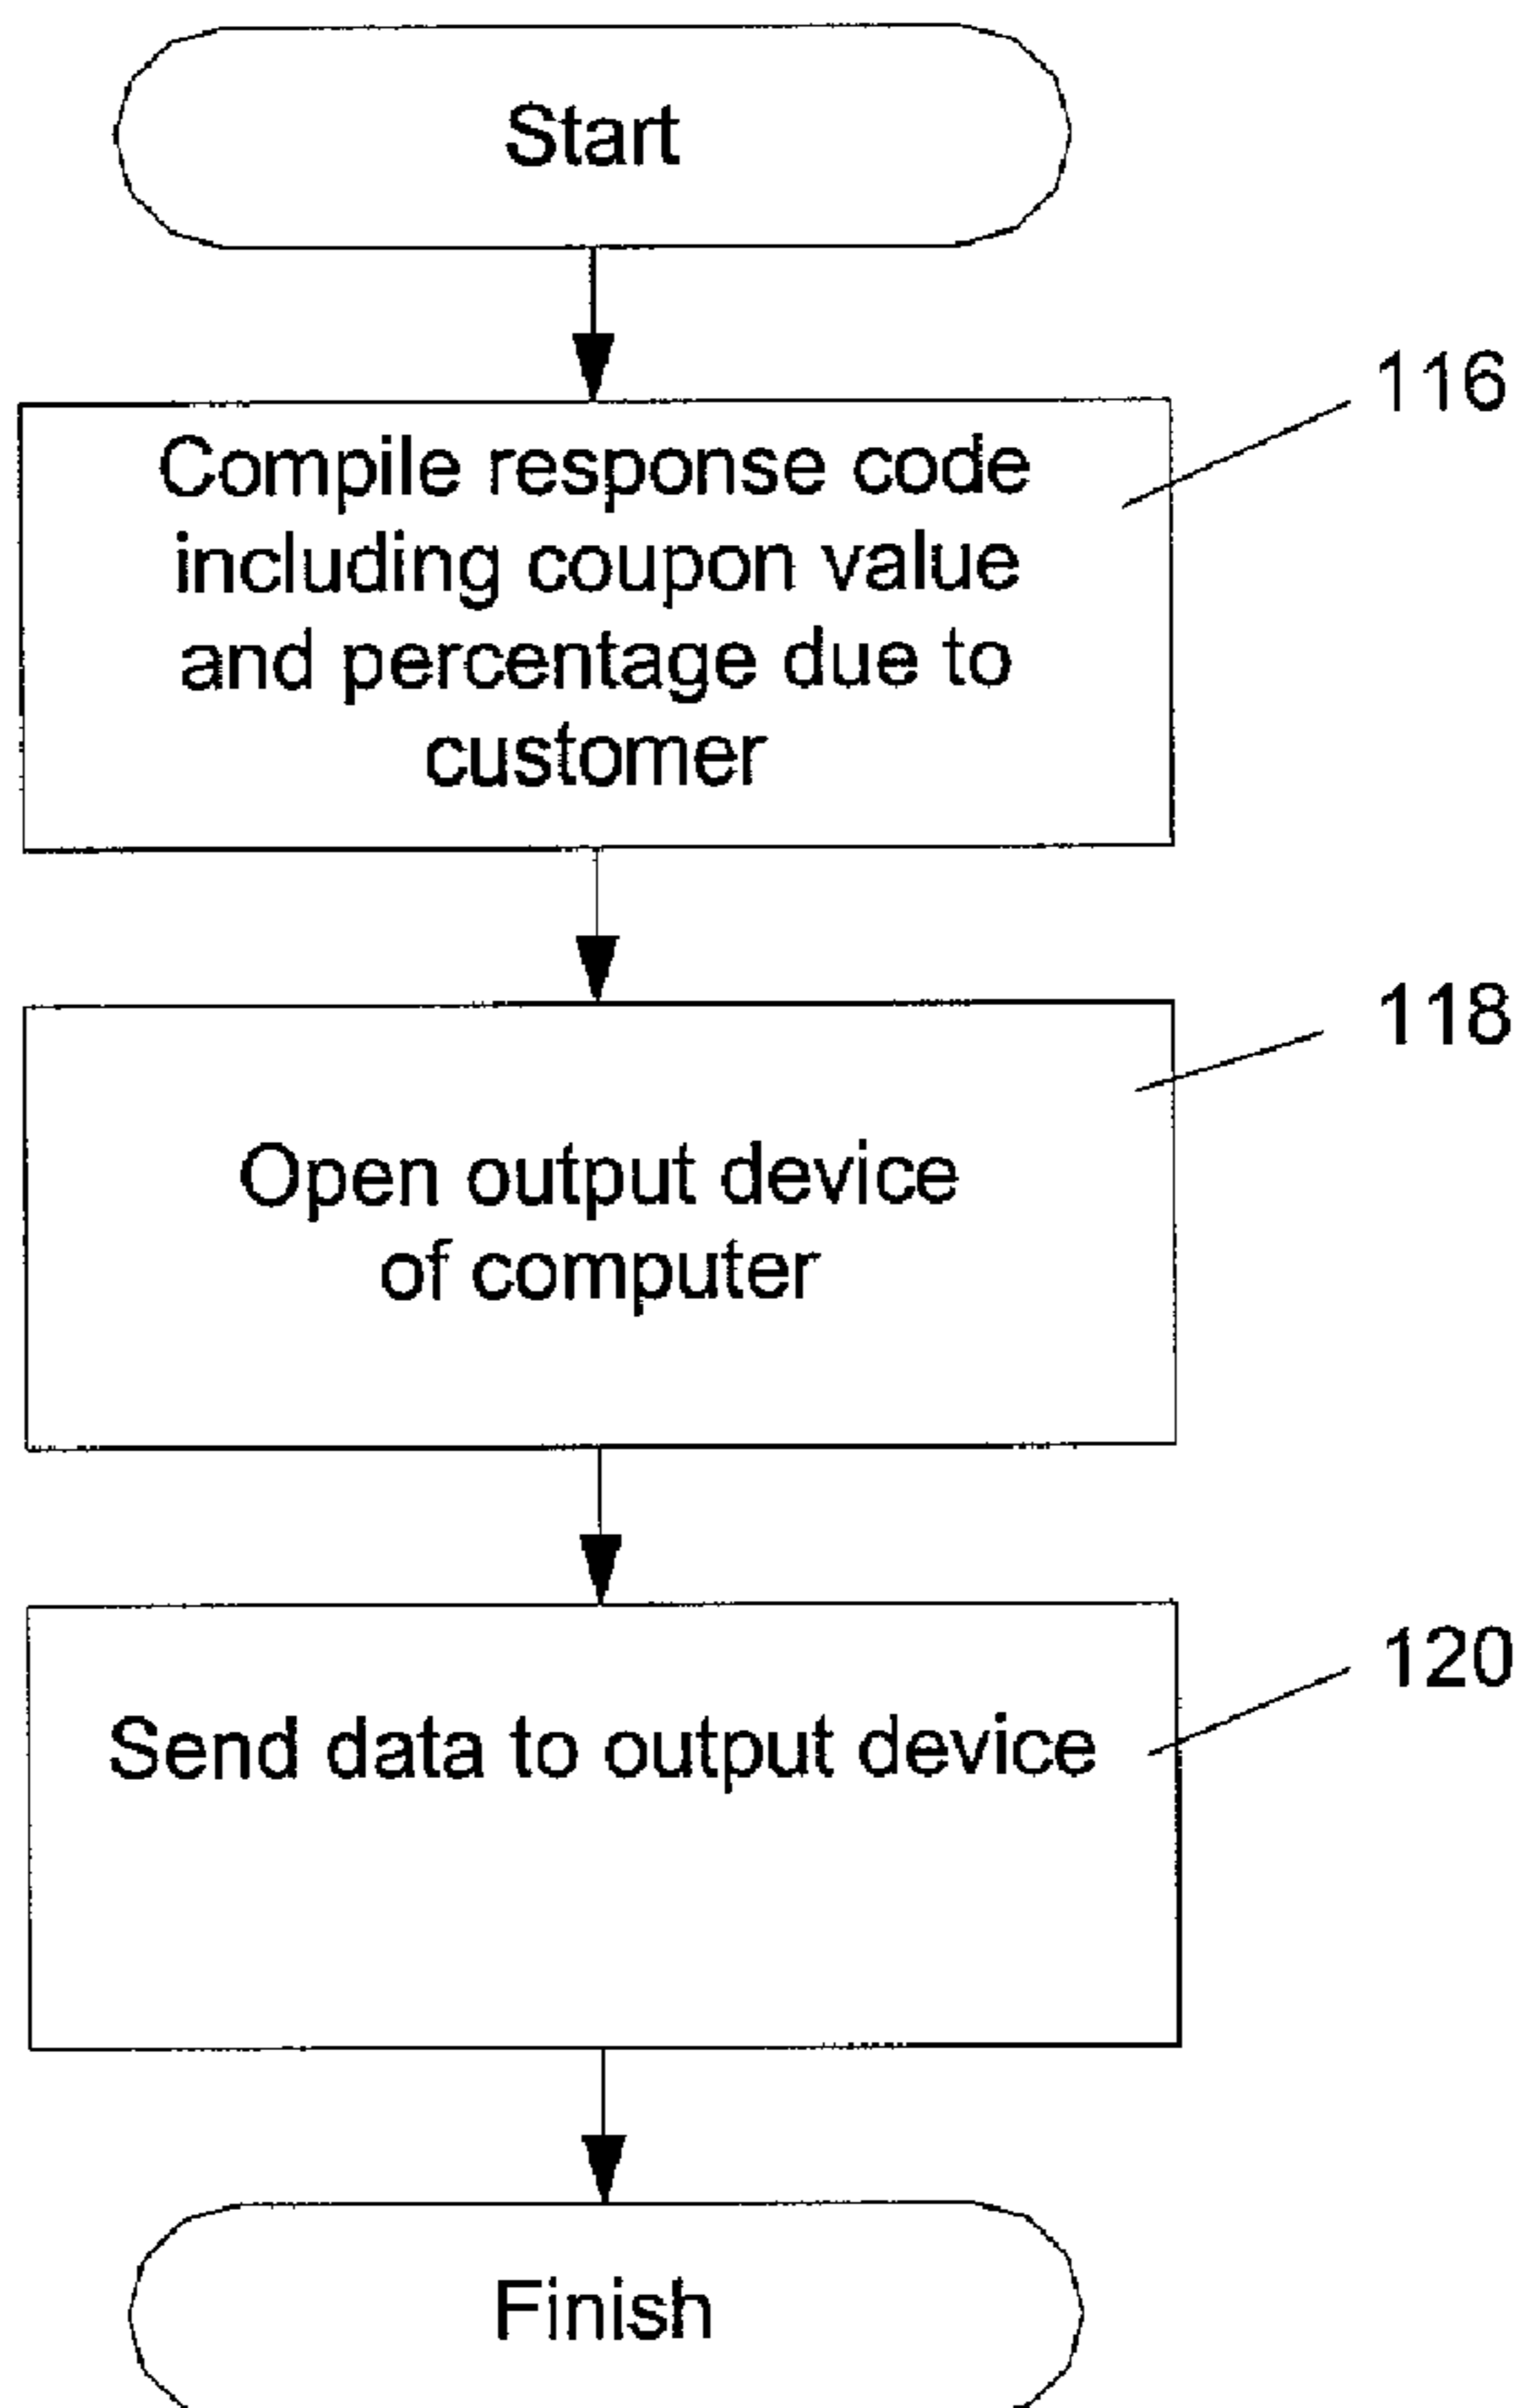 Start
116
Compile response code
including coupon value
and percentage due to
customer
118
Open output device
of computer
120
Send data to output device
Finish